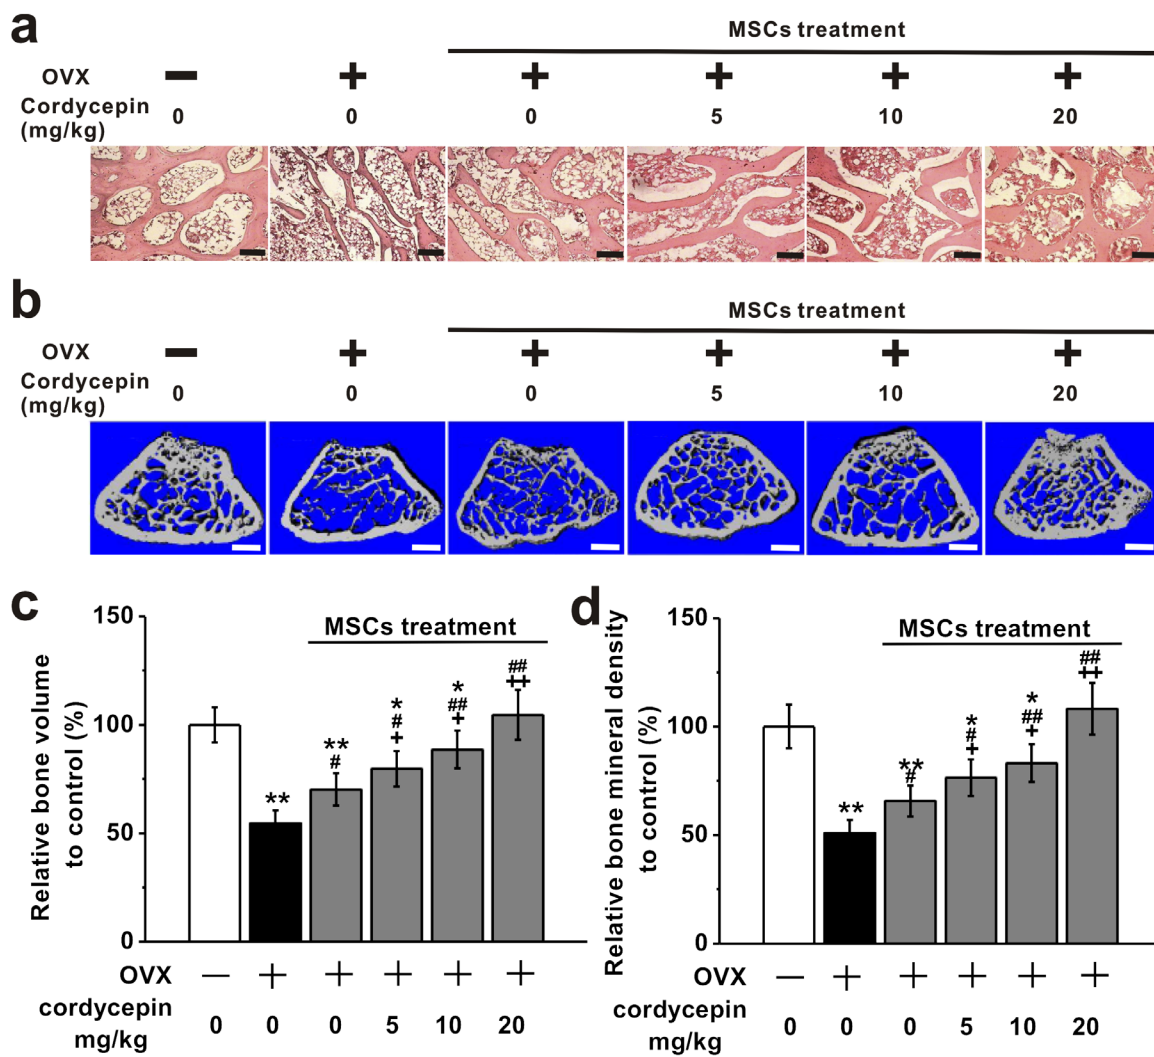 a
MSCs treatment
OVX − + + + + +
Cordycepin
(mg/kg) 0 0 0 5 10 20
b
MSCs treatment
OVX − + + + + +
Cordycepin
(mg/kg) 0 0 0 5 10 20
c
Relative bone volume
to control (%)
150
100
50
0
MSCs treatment
**
**
#
*
#
+
*
##
+
##
++
OVX − + + + + +
cordycepin
mg/kg 0 0 0 5 10 20
d
Relative bone mineral density
to control (%)
150
100
50
0
MSCs treatment
**
**
#
*
#
+
*
##
+
##
++
OVX − + + + + +
cordycepin
mg/kg 0 0 0 5 10 20